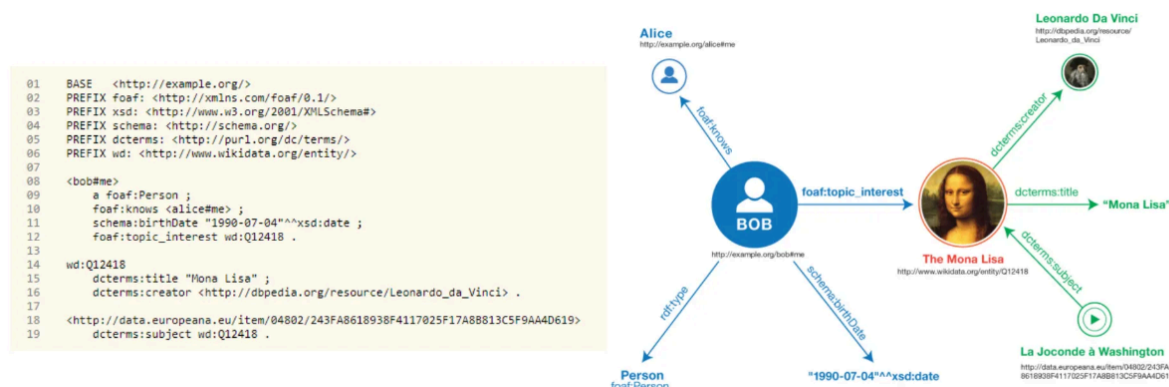 01 BASE <http://example.org/>
02 PREFIX foaf: <http://xmlns.com/foaf/0.1/>
03 PREFIX xsd: <http://www.w3.org/2001/XMLSchema#>
04 PREFIX schema: <http://schema.org/>
05 PREFIX dcterms: <http://purl.org/dc/terms/>
06 PREFIX wd: <http://www.wikidata.org/entity/>
07
08 <bob#me>
09 a foaf:Person ;
10 foaf:knows <alice#me> ;
11 schema:birthDate "1990-07-04"^^xsd:date ;
12 foaf:topic_interest wd:Q12418 .
13
14 wd:Q12418
15 dcterms:title "Mona Lisa" ;
16 dcterms:creator <http://dbpedia.org/resource/Leonardo_da_Vinci> .
17
18 <http://data.europeana.eu/item/04802/243FA8618938F4117025F17A8B813C5F9AA4D619>
19 dcterms:subject wd:Q12418 .
Alice
http://example.org/alice#me
Leonardo Da Vinci
http://dbpedia.org/resource/
Leonardo_da_Vinci
foaf:knows
dcterms:creator
BOB
http://example.org/bob#me
foaf:topic_interest
dcterms:title
"Mona Lisa"
The Mona Lisa
http://www.wikidata.org/entity/Q12418
dcterms:subject
rdf:type
schema:birthDate
La Joconde à Washington
http://data.europeana.eu/item/04802/243FA
8618938F4117025F17A8B813C5F9AA4D61
Person
foaf:Person
"1990-07-04"^^xsd:date